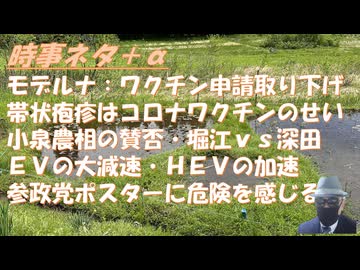 時事ネタ＋α
モデルナ：ワクチン申請取り下げ
帯状疱疹はコロナワクチンのせい
小泉農相の賛否・堀江ｖｓ深田
ＥＶの大減速・ＨＥＶの加速
参政党ポスターに危険を感じる